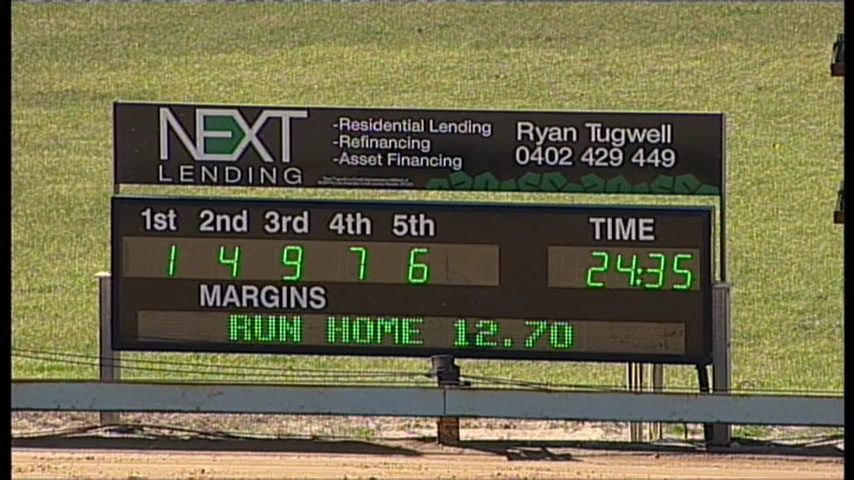 NEXT
LENDING
-Residential Lending
-Refinancing
-Asset Financing
Ryan Tugwell
0402 429 449
1st 2nd 3rd 4th 5th TIME
1 4 9 7 6 24:35
MARGINS
RUN HOME 12.70